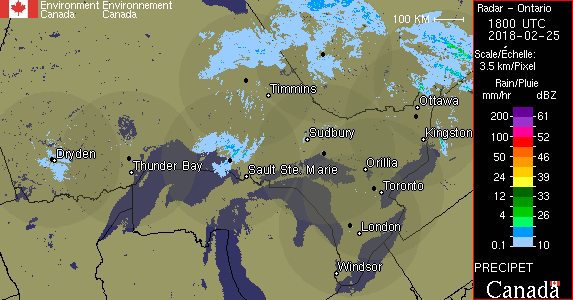 Environment Environnement
Canada Canada
100 KM
Timmins
Ottawa
Sudbury
Kingston
Dryden
Thunder Bay
Sault Ste. Marie
Orillia
Toronto
London
Windsor
Radar - Ontario
1800 UTC
2018-02-25
Scale/Échelle:
3.5 km/Pixel
Rain/Pluie
mm/hr dBZ
200 61
100 52
50 46
24 39
12 33
4 26
0.1 10
PRECIPET
Canada